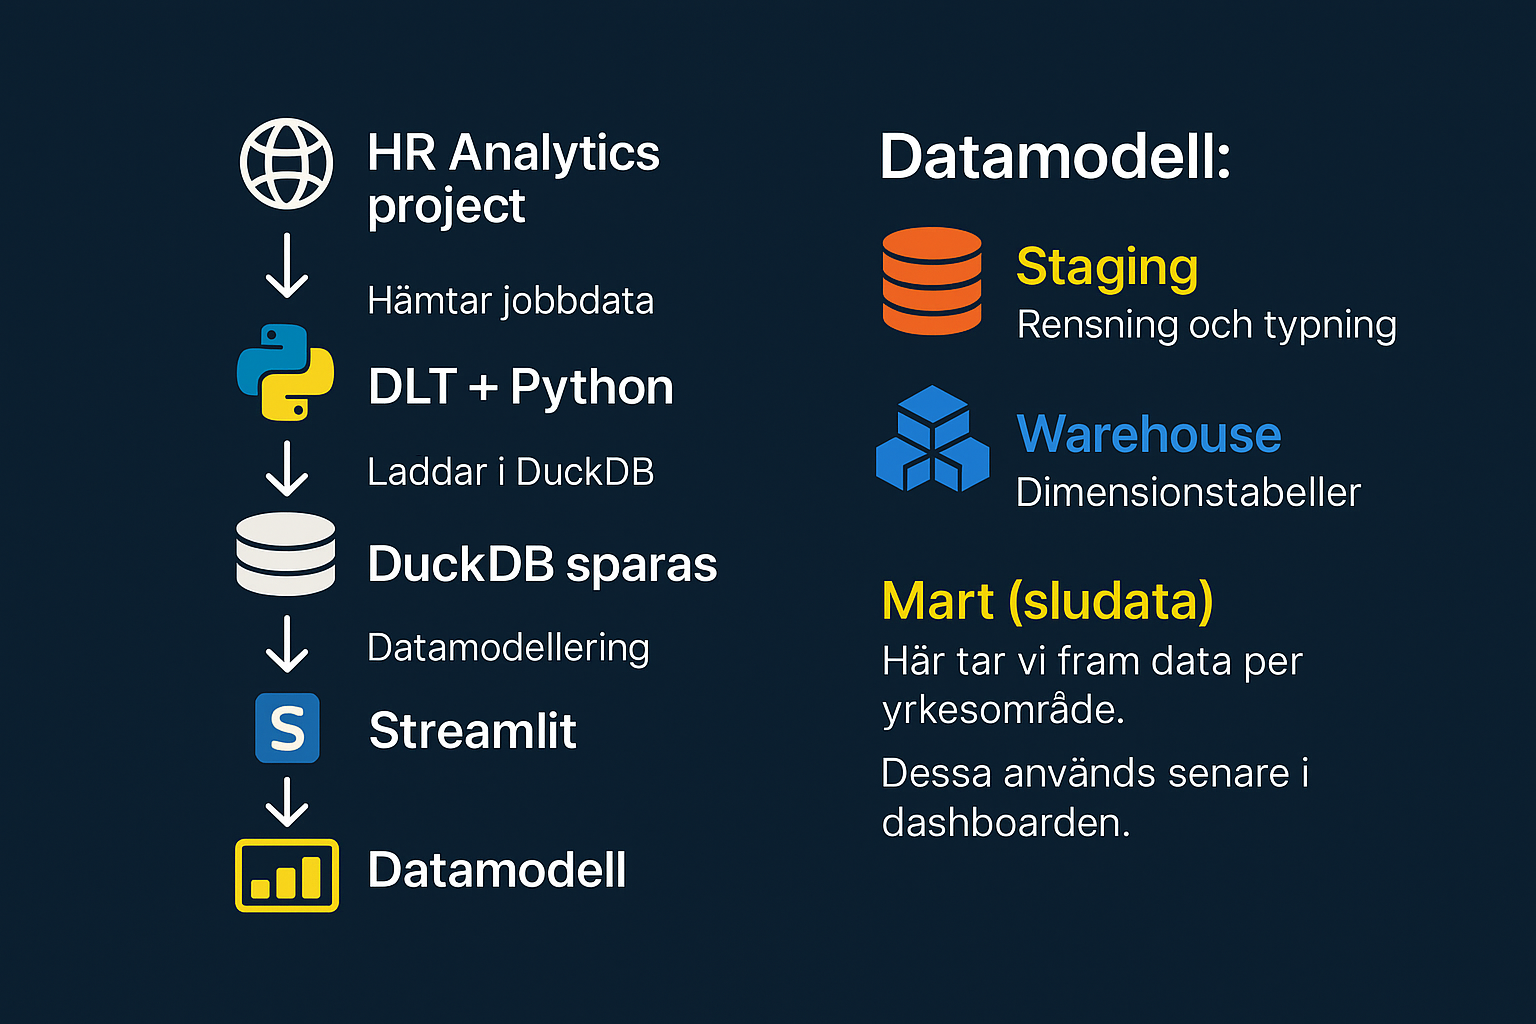 HR Analytics
project
Hämtar jobbdata
DLT + Python
Laddar i DuckDB
DuckDB sparas
Datamodellering
S
Streamlit
Datamodell
Datamodell:
Staging
Rensning och typning
Warehouse
Dimensionstabeller
Mart (sludata)
Här tar vi fram data per
yrkesområde.
Dessa används senare i
dashboarden.